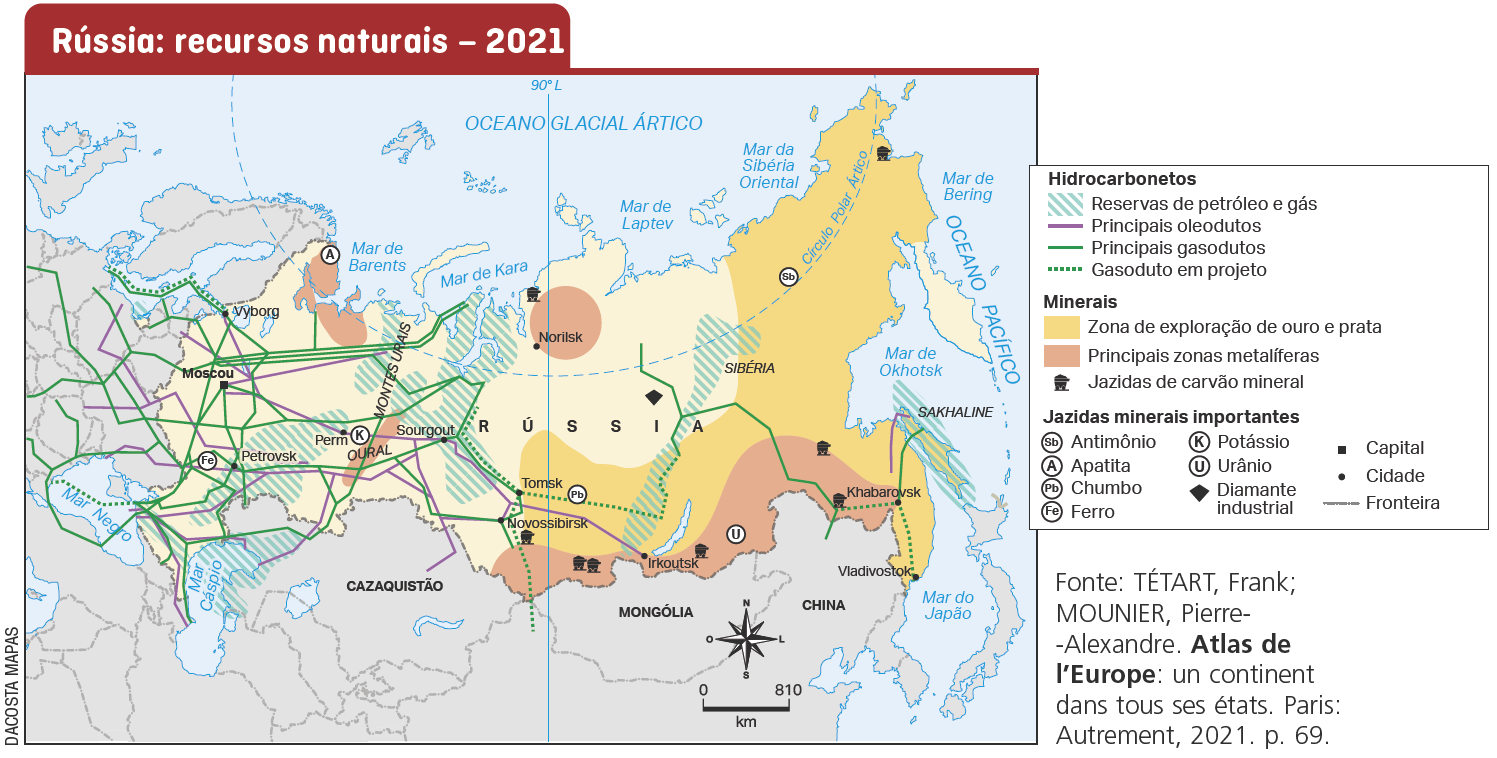 Rússia: recursos naturais – 2021
90° L
OCEANO GLACIAL ÁRTICO
Mar da
Sibéria
Oriental
Mar de
Bering
Círculo Polar Ártico
Mar de
Laptev
OCEANO PACÍFICO
A
Mar de
Barents
Mar de Kara
Sb
Vyborg
Norilsk
Mar de
Okhotsk
SIBÉRIA
Moscou
MONTES URAIS
SAKHALINE
RÚSSIA
Perm
K
Sourgout
OURAL
Fe
Petrovsk
Tomsk
Pb
Khabarovsk
Mar Negro
Novossibirsk
U
Irkoutsk
Vladivostok
Mar
Cáspio
CAZAQUISTÃO
MONGÓLIA
CHINA
Mar do
Japão
N
O
L
S
0 810
km
DACOSTA MAPAS
Hidrocarbonetos
Reservas de petróleo e gás
Principais oleodutos
Principais gasodutos
Gasoduto em projeto
Minerais
Zona de exploração de ouro e prata
Principais zonas metalíferas
Jazidas de carvão mineral
Jazidas minerais importantes
Sb Antimônio
A Apatita
Pb Chumbo
Fe Ferro
K Potássio
U Urânio
Diamante
industrial
Capital
Cidade
Fronteira
Fonte: TÉTART, Frank;
MOUNIER, Pierre-
-Alexandre. Atlas de
l’Europe: un continent
dans tous ses états. Paris:
Autrement, 2021. p. 69.